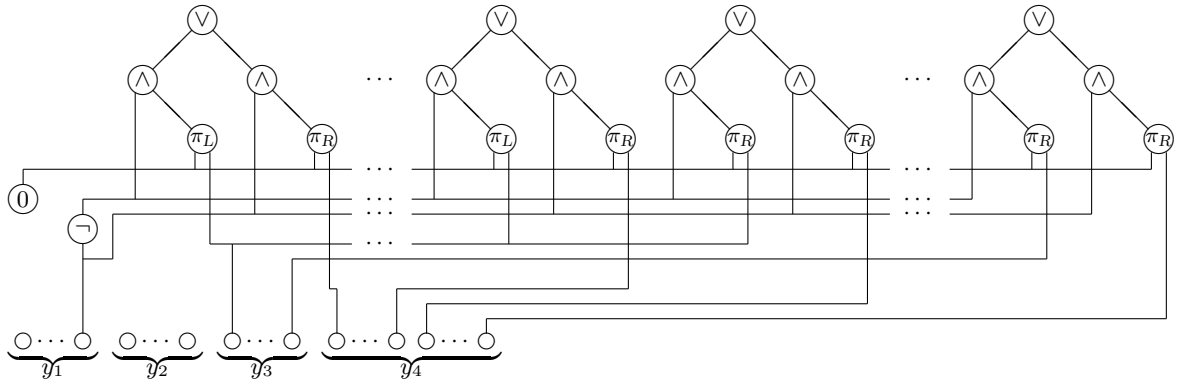 ∨ ∨ ∨ ∨
∧ ∧ ⋯ ∧ ∧ ∧ ∧ ⋯ ∧ ∧
π_L π_R π_L π_R π_R π_R π_R π_R
⋯ ⋯
0 ⋯ ⋯
⋯ ⋯
¬
⋯
⋯ ⋯ ⋯ ⋯ ⋯
y_1 y_2 y_3 y_4